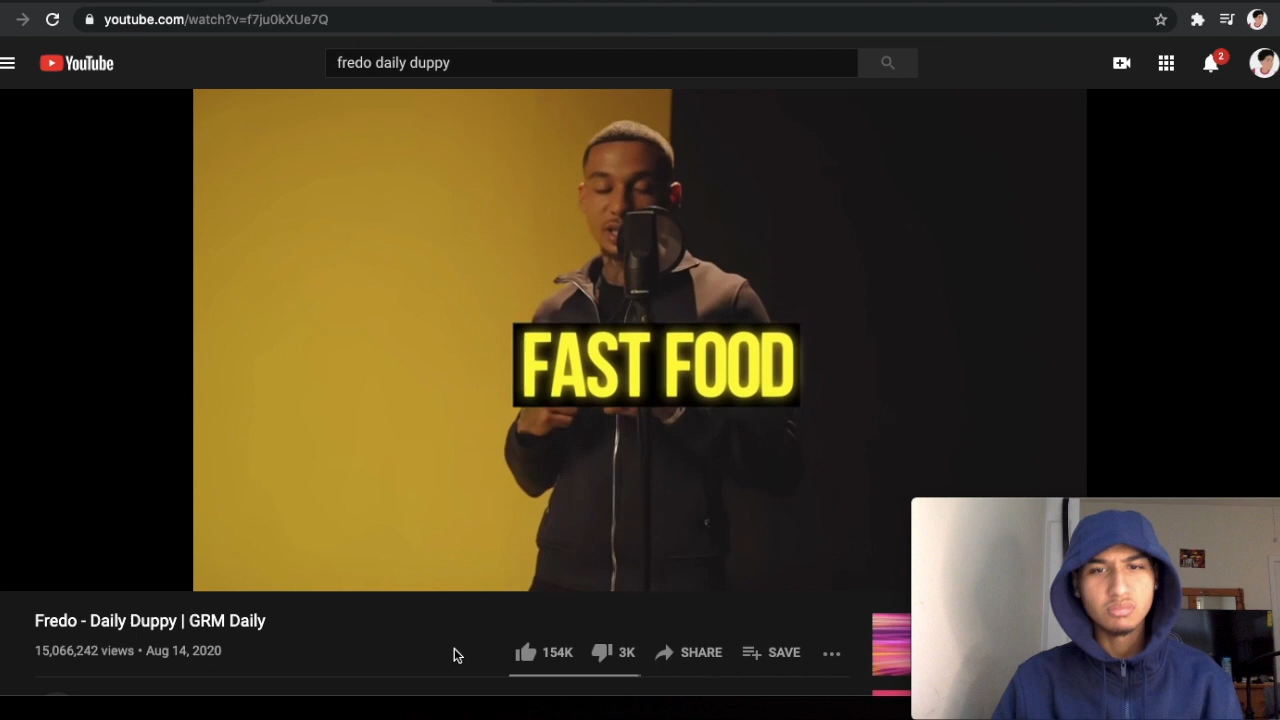 youtube.com/watch?v=f7ju0kXUe7Q
YouTube
fredo daily duppy
2
FAST FOOD
Fredo - Daily Duppy | GRM Daily
15,066,242 views • Aug 14, 2020
154K
3K
SHARE
SAVE